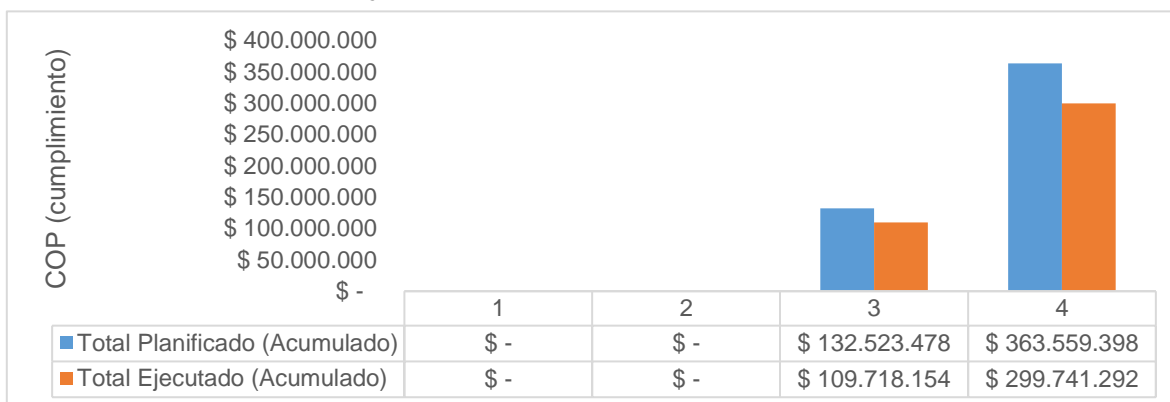 COP (cumplimiento)
$ 400.000.000
$ 350.000.000
$ 300.000.000
$ 250.000.000
$ 200.000.000
$ 150.000.000
$ 100.000.000
$ 50.000.000
$ -
1 2 3 4
Total Planificado (Acumulado) $ - $ - $ 132.523.478 $ 363.559.398
Total Ejecutado (Acumulado) $ - $ - $ 109.718.154 $ 299.741.292